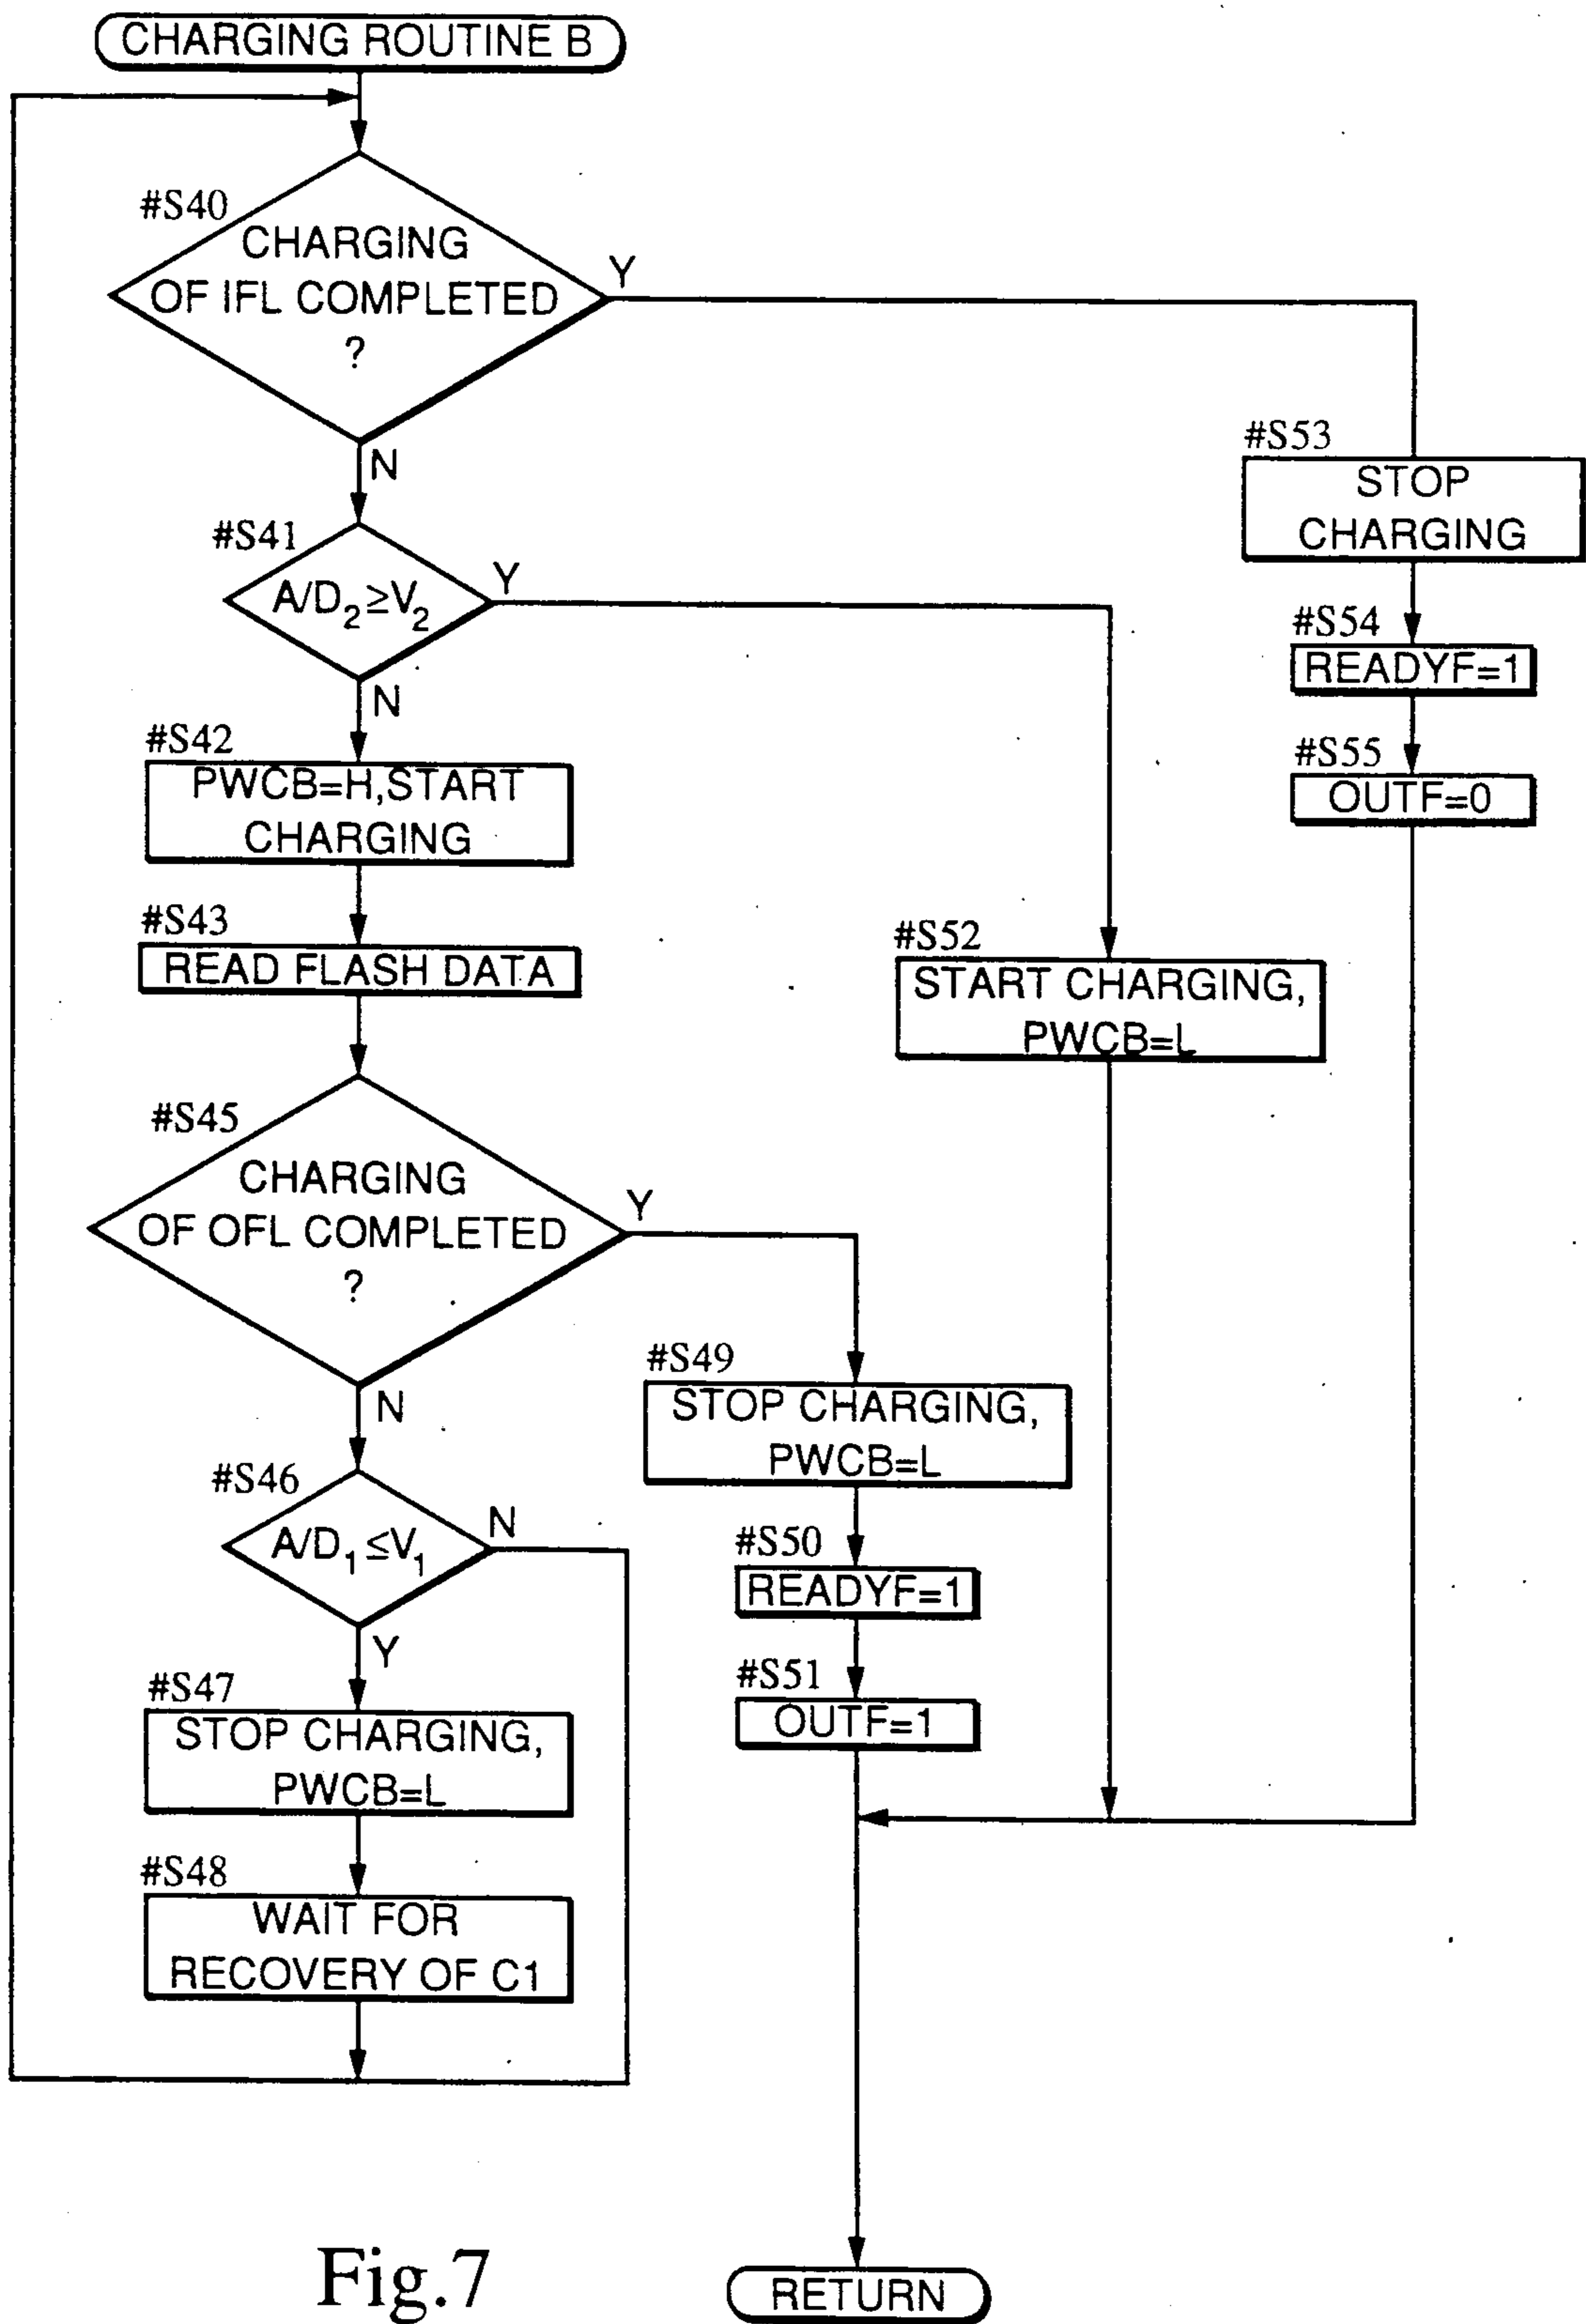 CHARGING ROUTINE B
#S40
CHARGING
OF IFL COMPLETED
?
Y
N
#S41
A/D₂≥V₂
Y
N
#S42
PWCB=H,START
CHARGING
#S43
READ FLASH DATA
#S45
CHARGING
OF OFL COMPLETED
?
Y
N
#S46
A/D₁≤V₁
N
Y
#S47
STOP CHARGING,
PWCB=L
#S48
WAIT FOR
RECOVERY OF C1
#S49
STOP CHARGING,
PWCB=L
#S50
READYF=1
#S51
OUTF=1
#S52
START CHARGING,
PWCB=L
#S53
STOP
CHARGING
#S54
READYF=1
#S55
OUTF=0
RETURN
Fig.7